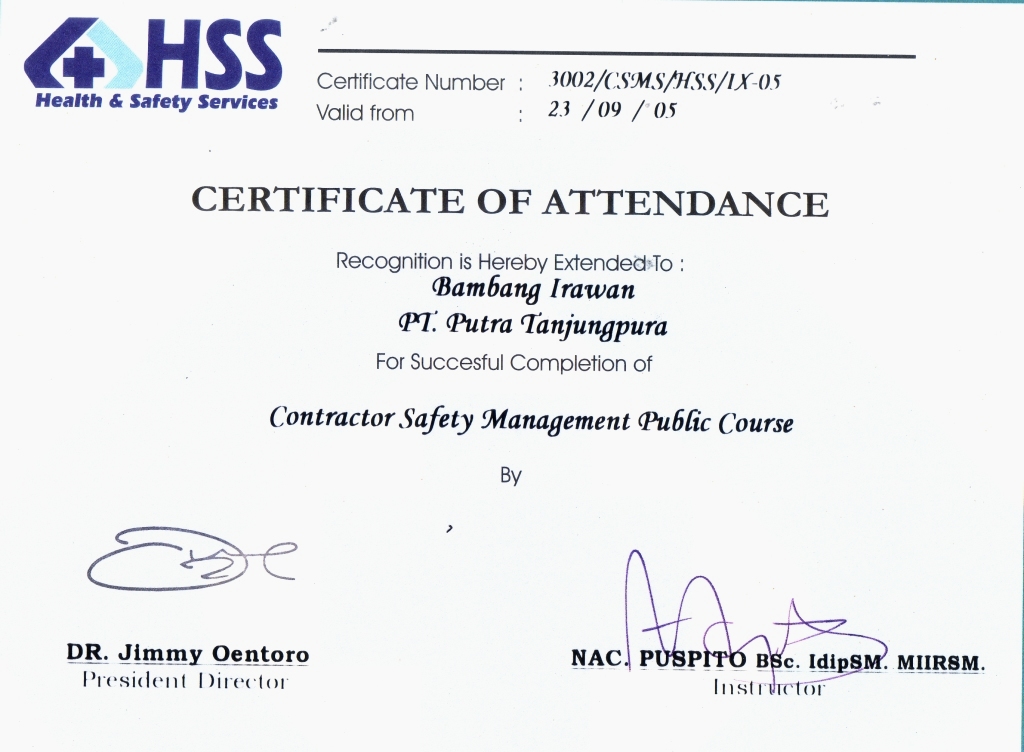 HSS
Health & Safety Services
Certificate Number : 3002/CSMS/HSS/IX-05
Valid from : 23 / 09 / 05
CERTIFICATE OF ATTENDANCE
Recognition is Hereby Extended To :
Bambang Irawan
PT. Putra Tanjungpura
For Succesful Completion of
Contractor Safety Management Public Course
By
DR. Jimmy Oentoro
President Director
NAC. PUSPITO BSc. IdipSM. MIIRSM.
Instructor